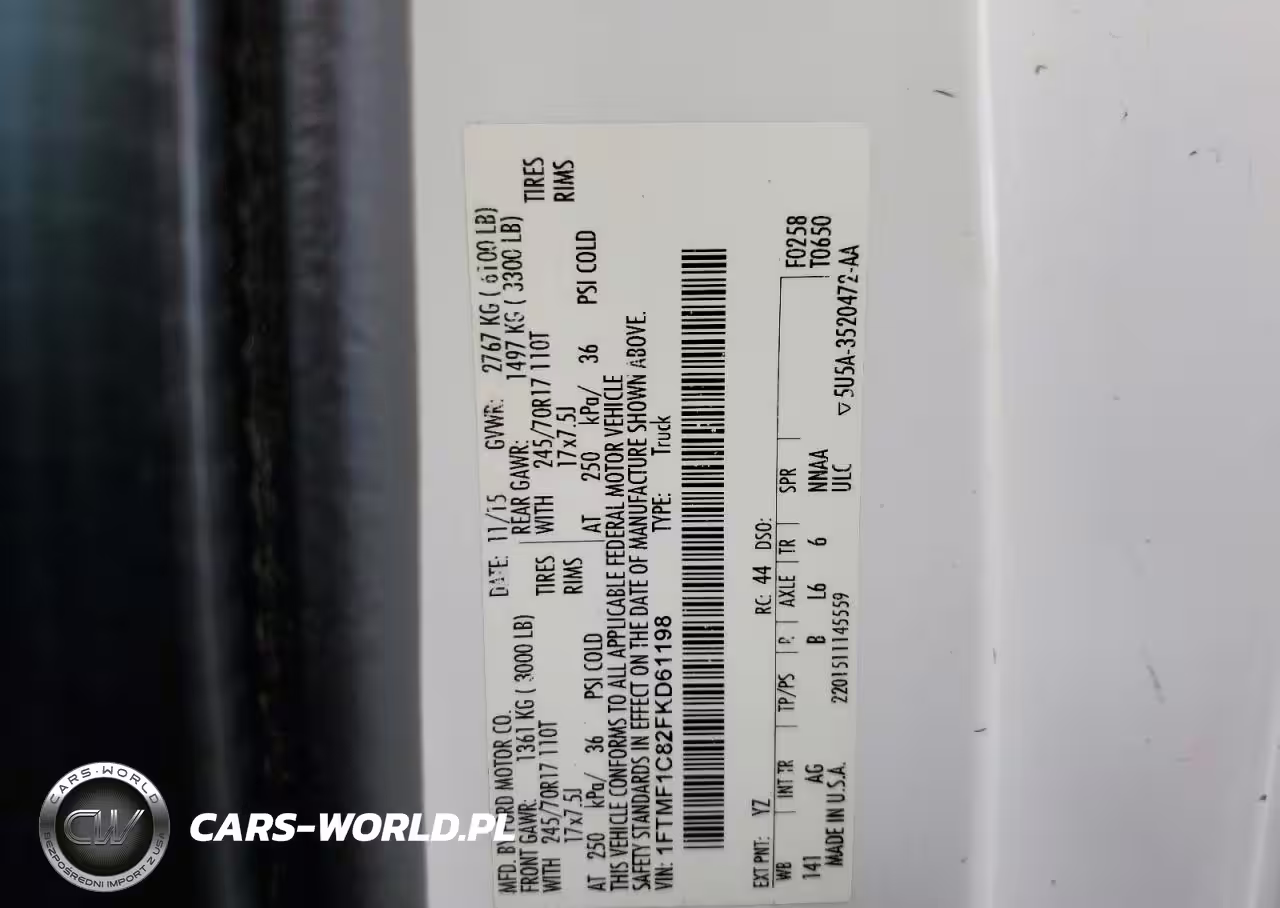 MFD. BY FORD MOTOR CO.
DATE: 11/15 GVWR: 2767 KG ( 6100 LB)
FRONT GAWR: 1361 KG ( 3000 LB) REAR GAWR: 1497 KG ( 3300 LB)
WITH 245/70R17 110T TIRES WITH 245/70R17 110T TIRES
17x7.5J RIMS 17x7.5J RIMS
AT 250 kPa/ 36 PSI COLD AT 250 kPa/ 36 PSI COLD
THIS VEHICLE CONFORMS TO ALL APPLICABLE FEDERAL MOTOR VEHICLE
SAFETY STANDARDS IN EFFECT ON THE DATE OF MANUFACTURE SHOWN ABOVE.
VIN: 1FTMF1C82FKD61198 TYPE: Truck
EXT PNT: YZ RC: 44 DSO:
WB INT TR TP/PS R AXLE TR SPR F0258
141 AG B L6 6 NNAA T0650
MADE IN U.S.A. 2201511145559 ULC
▽5U5A-3520472-AA
CARS-WORLD
CW
BEZPOŚREDNI IMPORT Z USA
CARS-WORLD.PL